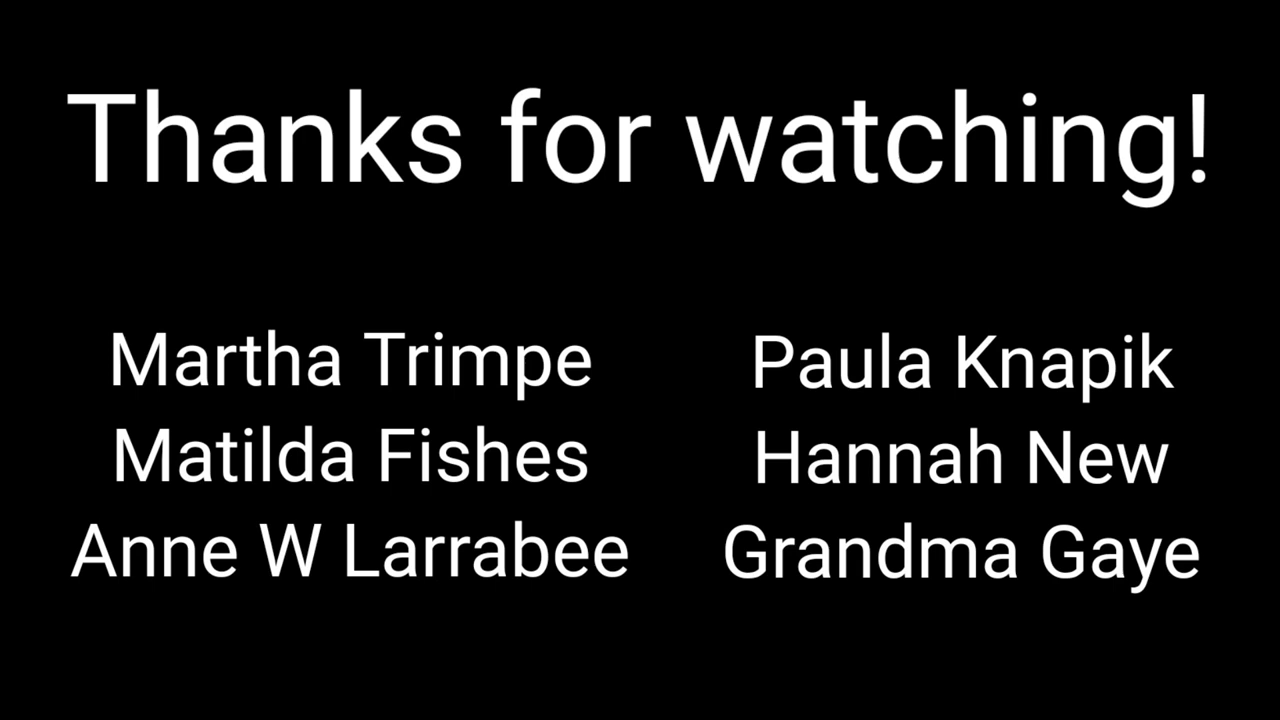 Thanks for watching!
Martha Trimpe
Matilda Fishes
Anne W Larrabee
Paula Knapik
Hannah New
Grandma Gaye